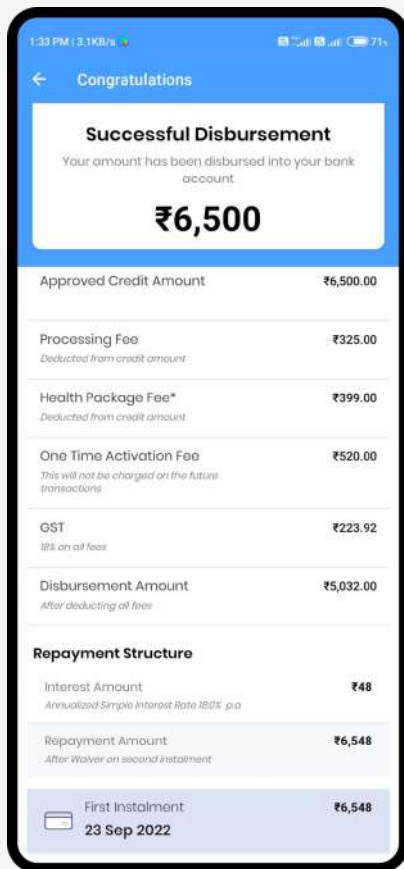 1:33 PM | 3.1KB/s
71
Congratulations
Successful Disbursement
Your amount has been disbursed into your bank
account
₹6,500
Approved Credit Amount ₹6,500.00
Processing Fee ₹325.00
Deducted from credit amount
Health Package Fee* ₹399.00
Deducted from credit amount
One Time Activation Fee ₹520.00
This will not be charged on the future
transactions
GST ₹223.92
18% on all fees
Disbursement Amount ₹5,032.00
After deducting all fees
Repayment Structure
Interest Amount ₹48
Annualized Simple Interest Rate 18.0% p.a
Repayment Amount ₹6,548
After Waiver on second instalment
First Instalment ₹6,548
23 Sep 2022